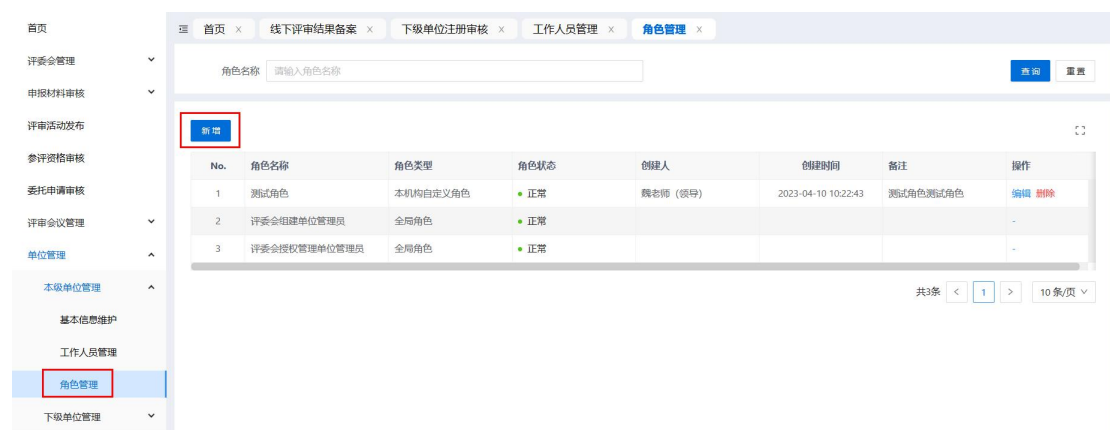 首页
评委会管理
申报材料审核
评审活动发布
参评资格审核
委托申请审核
评审会议管理
单位管理
本级单位管理
基本信息维护
工作人员管理
角色管理
下级单位管理
首页 × 线下评审结果备案 × 下级单位注册审核 × 工作人员管理 × 角色管理 ×
角色名称 请输入角色名称 查询 重置
新增
No. 角色名称 角色类型 角色状态 创建人 创建时间 备注 操作
1 测试角色 本机构自定义角色 正常 魏老师（领导） 2023-04-10 10:22:43 测试角色测试角色 编辑 删除
2 评委会组建单位管理员 全局角色 正常 -
3 评委会授权管理单位管理员 全局角色 正常 -
共3条 < 1 > 10 条/页